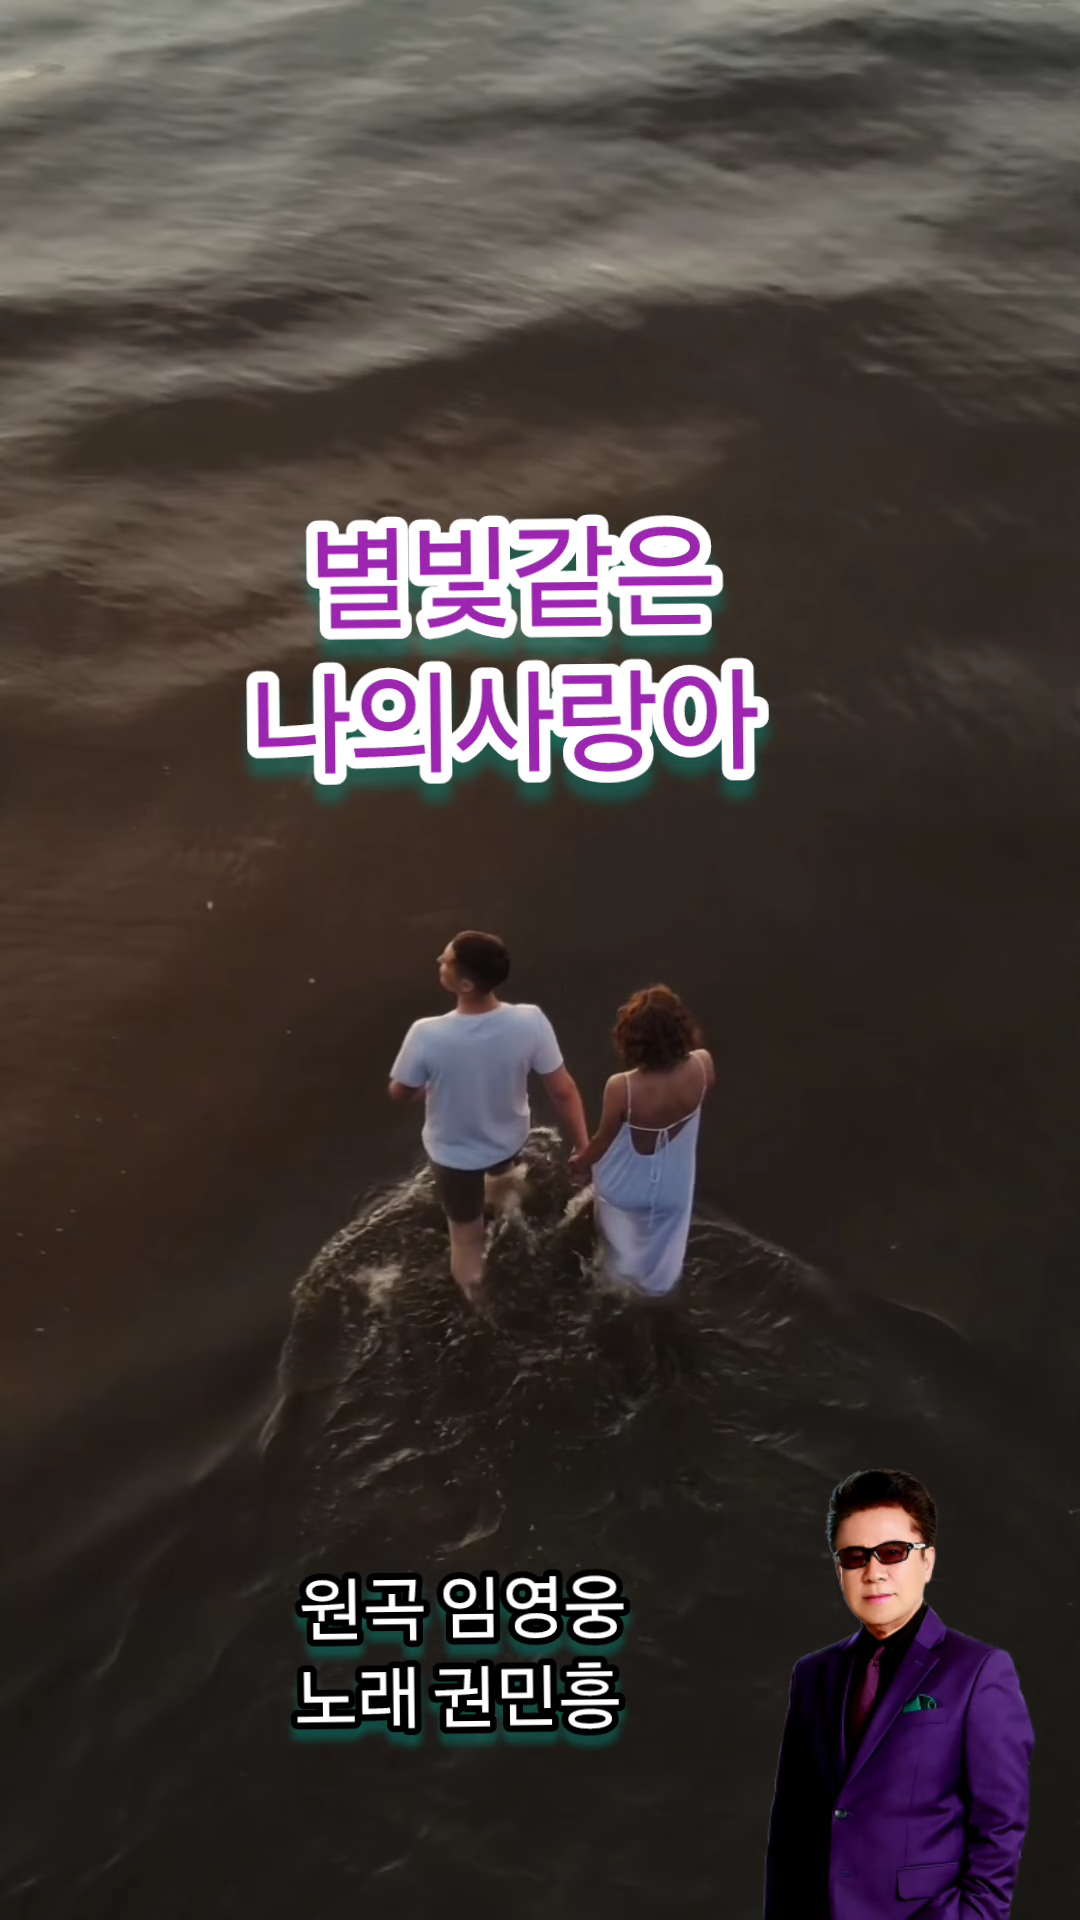 별빛같은
나의사랑아
원곡 임영웅
노래 권민흥